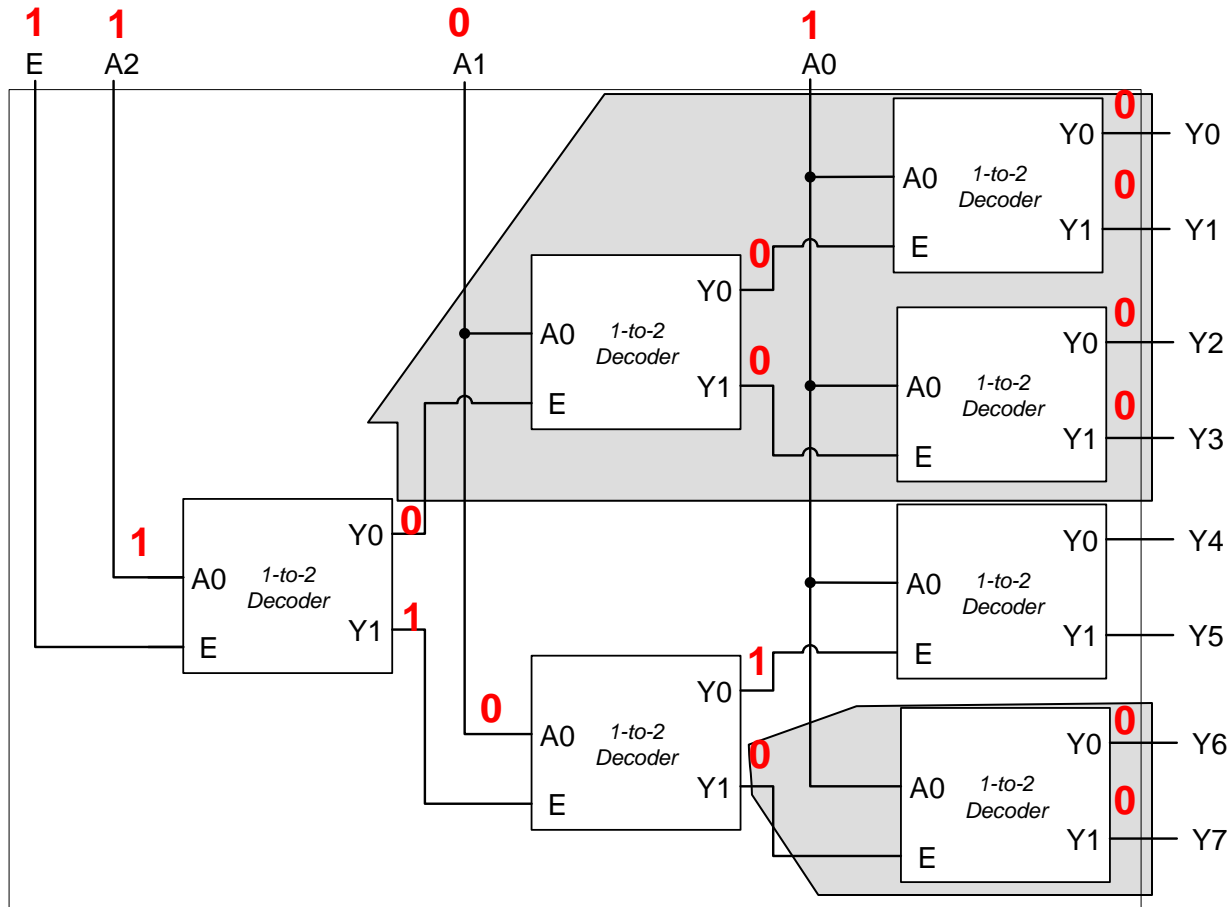 1 1 0 1
E A2 A1 A0
0
Y0 Y0
A0 1-to-2 0
Decoder
Y1 Y1
E
0
Y0
0
Y0 Y2
A0 1-to-2
Decoder
0
A0 1-to-2
Decoder
Y1
0
E
Y1 Y3
E
0
Y0
1
A0 1-to-2
Decoder
1
Y1
E
Y0 Y4
A0 1-to-2
Decoder
Y1 Y5
E
1
Y0
0
A0 1-to-2
Decoder
0
Y1
E
0
Y0 Y6
A0 1-to-2 0
Decoder
Y1 Y7
E